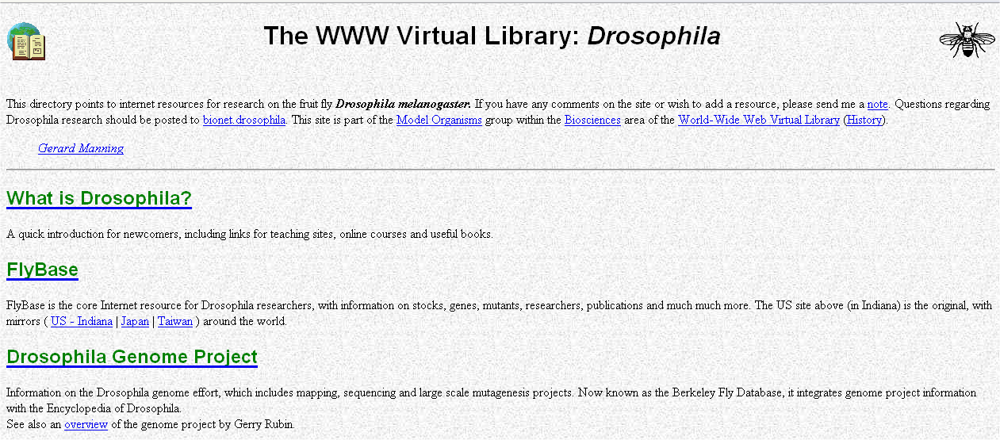 The WWW Virtual Library: Drosophila
This directory points to internet resources for research on the fruit fly Drosophila melanogaster. If you have any comments on the site or wish to add a resource, please send me a note. Questions regarding
Drosophila research should be posted to bionet.drosophila. This site is part of the Model Organisms group within the Biosciences area of the World-Wide Web Virtual Library (History).
Gerard Manning
What is Drosophila?
A quick introduction for newcomers, including links for teaching sites, online courses and useful books.
FlyBase
FlyBase is the core Internet resource for Drosophila researchers, with information on stocks, genes, mutants, researchers, publications and much much more. The US site above (in Indiana) is the original, with
mirrors ( US - Indiana | Japan | Taiwan ) around the world.
Drosophila Genome Project
Information on the Drosophila genome effort, which includes mapping, sequencing and large scale mutagenesis projects. Now known as the Berkeley Fly Database, it integrates genome project information
with the Encyclopedia of Drosophila.
See also an overview of the genome project by Gerry Rubin.